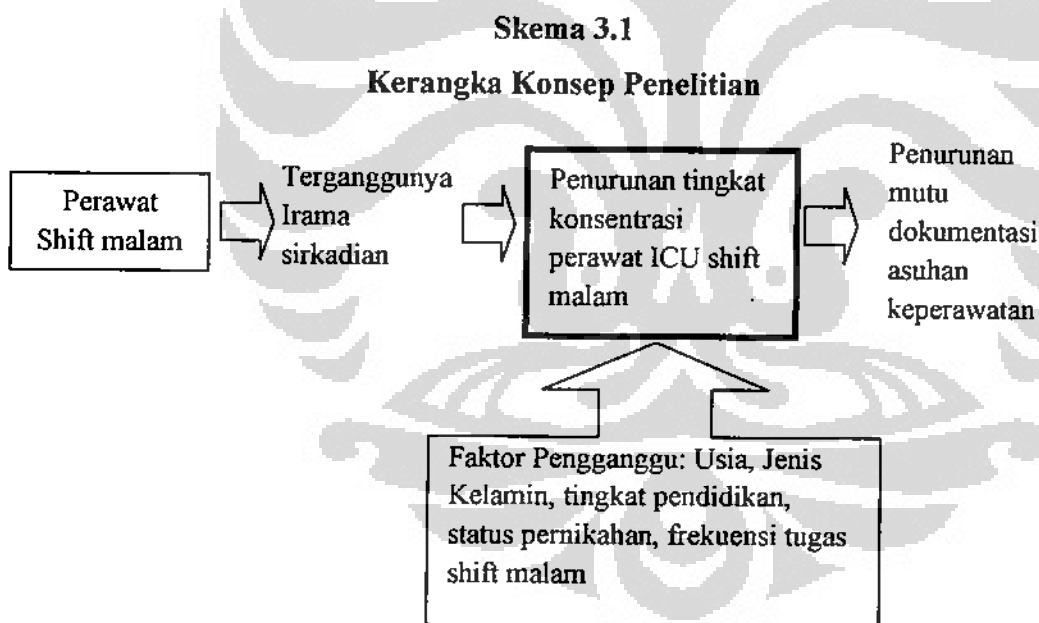 Skema 3.1
Kerangka Konsep Penelitian
Perawat
Shift malam
Terganggunya
Irama
sirkadian
Penurunan tingkat
konsentrasi
perawat ICU shift
malam
Penurunan
mutu
dokumentasi
asuhan
keperawatan
Faktor Pengganggu: Usia, Jenis
Kelamin, tingkat pendidikan,
status pernikahan, frekuensi tugas
shift malam